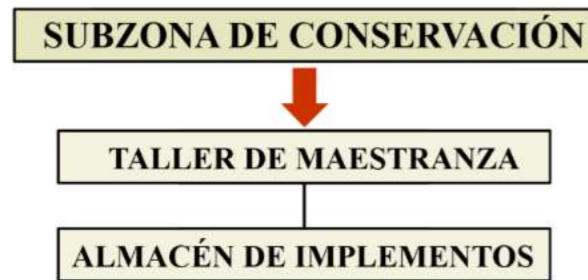 SUBZONA DE CONSERVACIÓN
TALLER DE MAESTRANZA
ALMACÉN DE IMPLEMENTOS